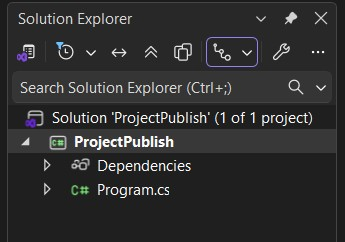 Solution Explorer
Search Solution Explorer (Ctrl+;)
Solution 'ProjectPublish' (1 of 1 project)
C# ProjectPublish
Dependencies
C# Program.cs